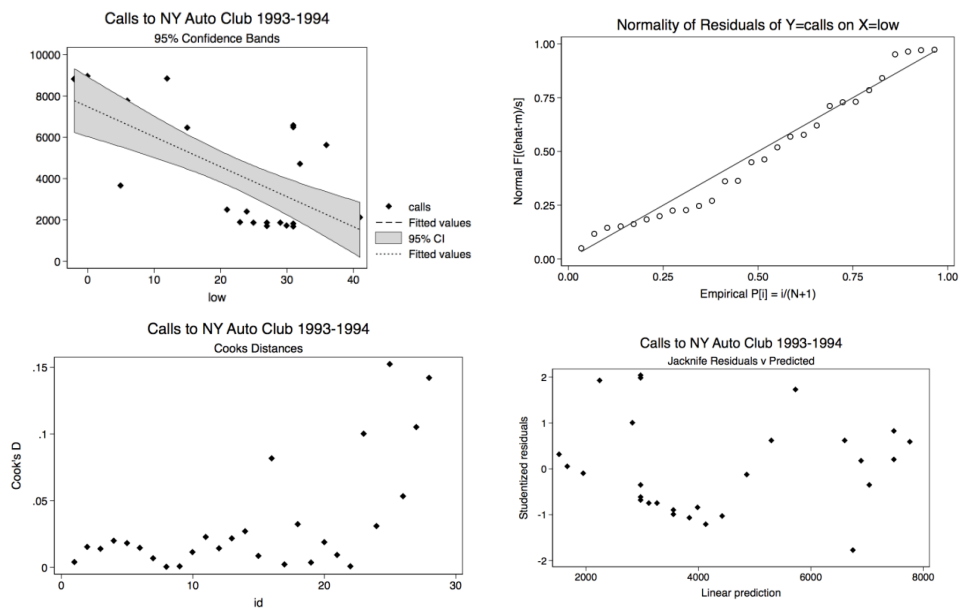 Calls to NY Auto Club 1993-1994
95% Confidence Bands
10000
8000
6000
4000
2000
0
0 10 20 30 40
low
calls
Fitted values
95% CI
Fitted values
Normality of Residuals of Y=calls on X=low
Normal F[(ehat-m)/s]
1.00
0.75
0.50
0.25
0.00
0.00 0.25 0.50 0.75 1.00
Empirical P[i] = i/(N+1)
Calls to NY Auto Club 1993-1994
Cooks Distances
Cook's D
.15
.1
.05
0
0 10 20 30
id
Calls to NY Auto Club 1993-1994
Jacknife Residuals v Predicted
Studentized residuals
2
1
0
-1
-2
2000 4000 6000 8000
Linear prediction